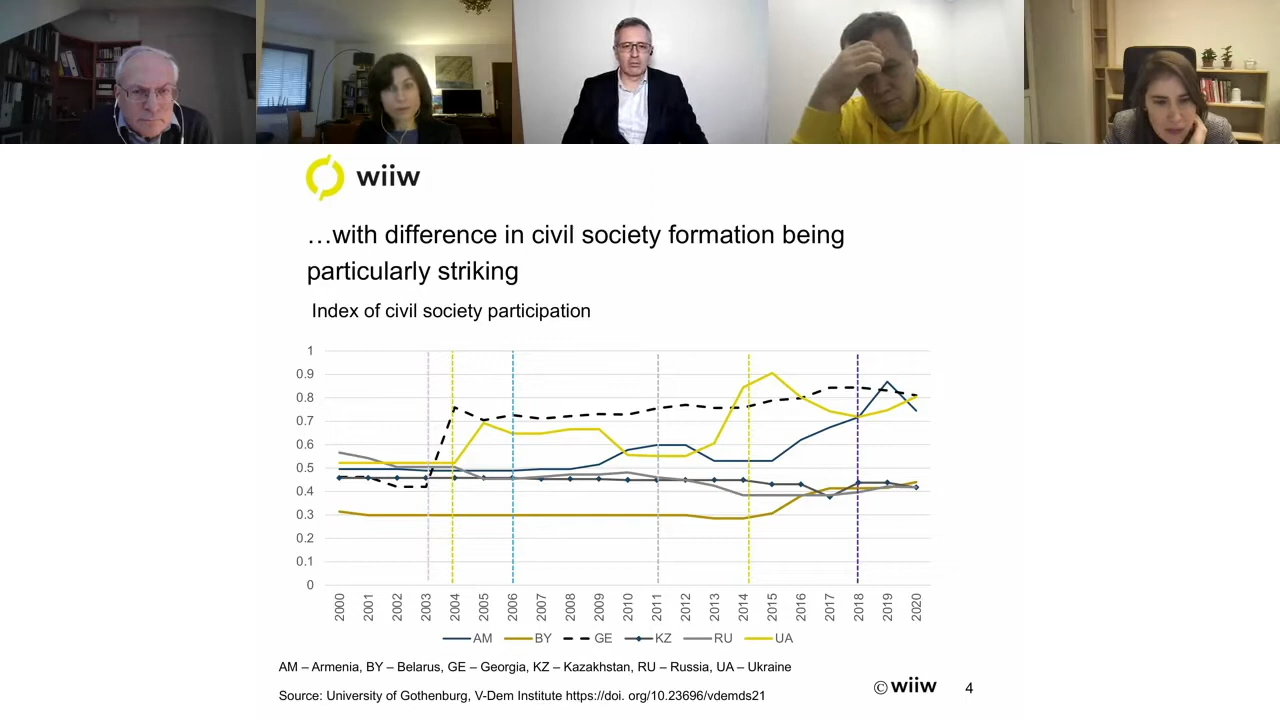 wiiw
…with difference in civil society formation being
particularly striking
Index of civil society participation
1
0.9
0.8
0.7
0.6
0.5
0.4
0.3
0.2
0.1
0
2000 2001 2002 2003 2004 2005 2006 2007 2008 2009 2010 2011 2012 2013 2014 2015 2016 2017 2018 2019 2020
AM BY GE KZ RU UA
AM – Armenia, BY – Belarus, GE – Georgia, KZ – Kazakhstan, RU – Russia, UA – Ukraine
Source: University of Gothenburg, V-Dem Institute https://doi. org/10.23696/vdemds21
© wiiw 4